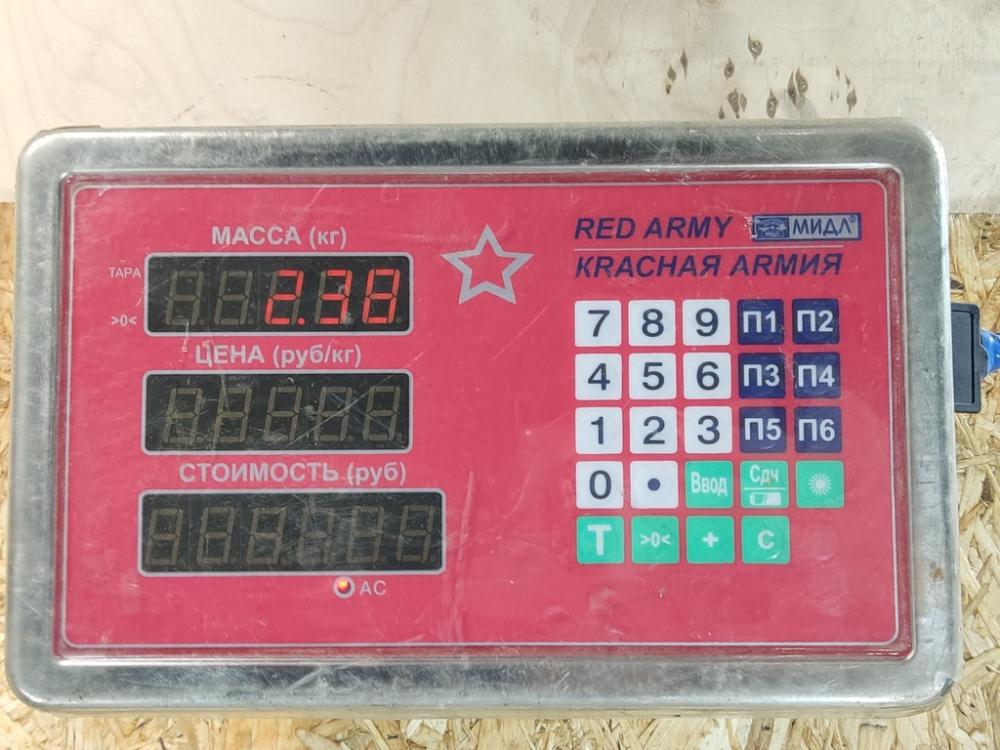 МАССА (кг)
RED ARMY МИДЛ®
КRАСНАЯ АRМИЯ
ТАРА
2.38
>0<
ЦЕНА (руб/кг)
СТОИМОСТЬ (руб)
АС
7 8 9 П1 П2
4 5 6 П3 П4
1 2 3 П5 П6
0 • Ввод Сдч
Т >0< + С